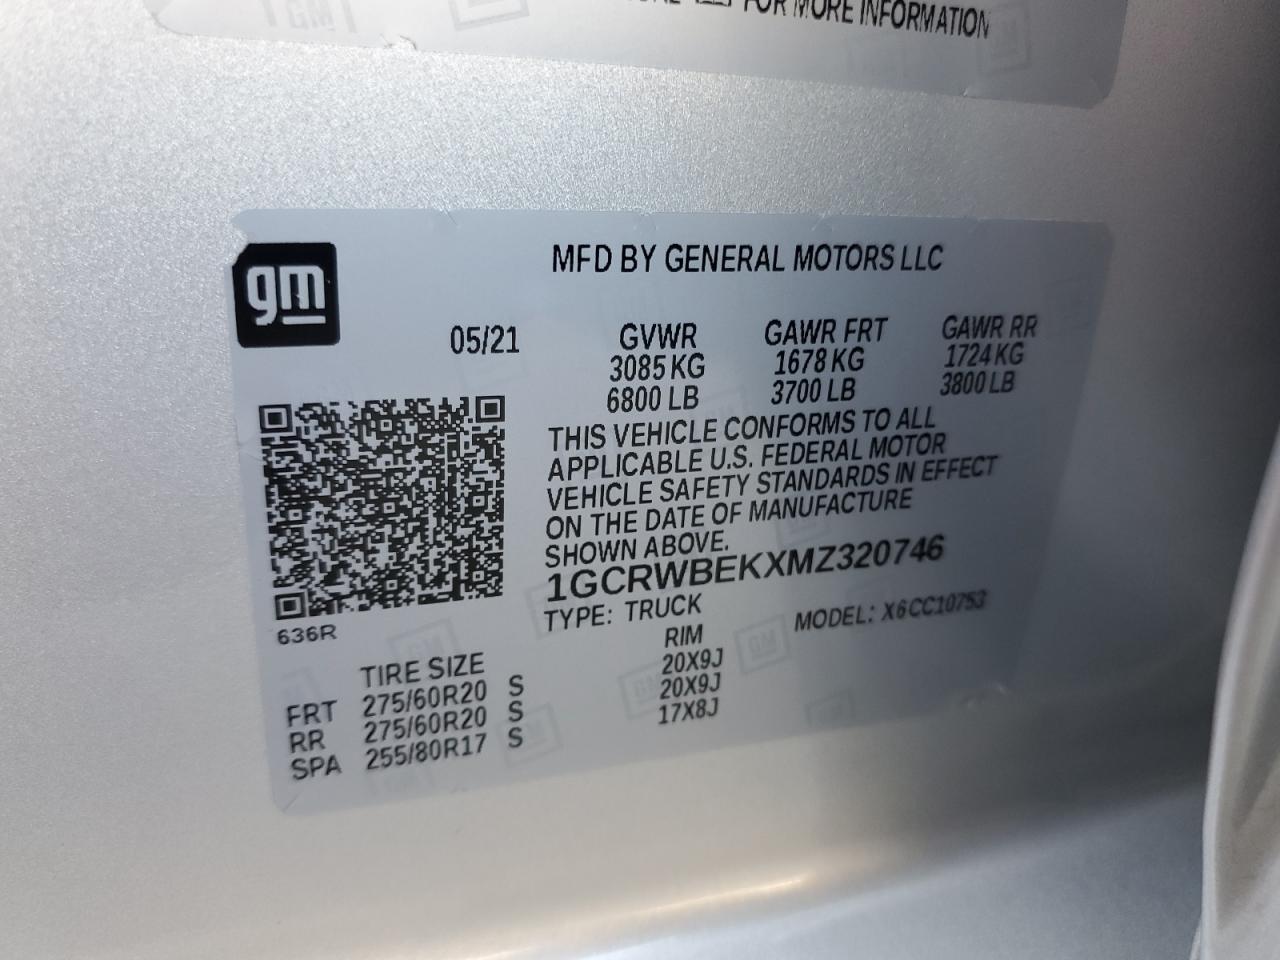 FOR MORE INFORMATION
gm
MFD BY GENERAL MOTORS LLC
05/21
GVWR GAWR FRT GAWR RR
3085 KG 1678 KG 1724 KG
6800 LB 3700 LB 3800 LB
THIS VEHICLE CONFORMS TO ALL
APPLICABLE U.S. FEDERAL MOTOR
VEHICLE SAFETY STANDARDS IN EFFECT
ON THE DATE OF MANUFACTURE
SHOWN ABOVE.
1GCRWBEKXMZ320746
TYPE: TRUCK MODEL: X6CC10753
636R
TIRE SIZE RIM
FRT 275/60R20 S 20X9J
RR 275/60R20 S 20X9J
SPA 255/80R17 S 17X8J